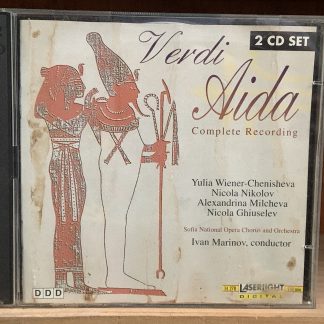 2 CD SET
Verdi
Aida
Complete Recording
Yulia Wiener-Chenisheva
Nicola Nikolov
Alexandrina Milcheva
Nicola Ghiuselev
Sofia National Opera Chorus and Orchestra
Ivan Marinov, conductor
DDD
LASERLIGHT
DIGITAL